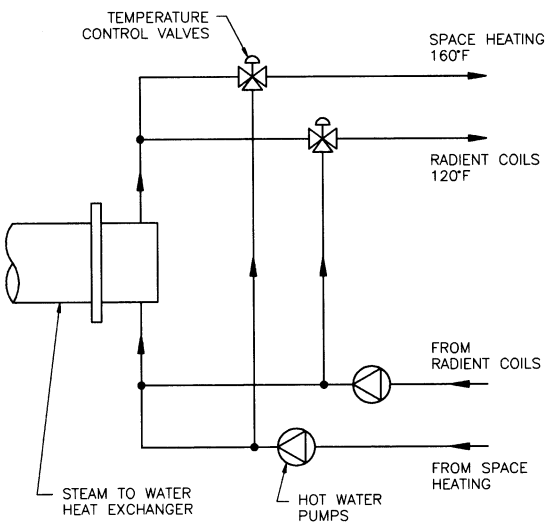 TEMPERATURE
CONTROL VALVES
SPACE HEATING
160°F
RADIENT COILS
120°F
FROM
RADIENT COILS
FROM SPACE
HEATING
STEAM TO WATER
HEAT EXCHANGER
HOT WATER
PUMPS